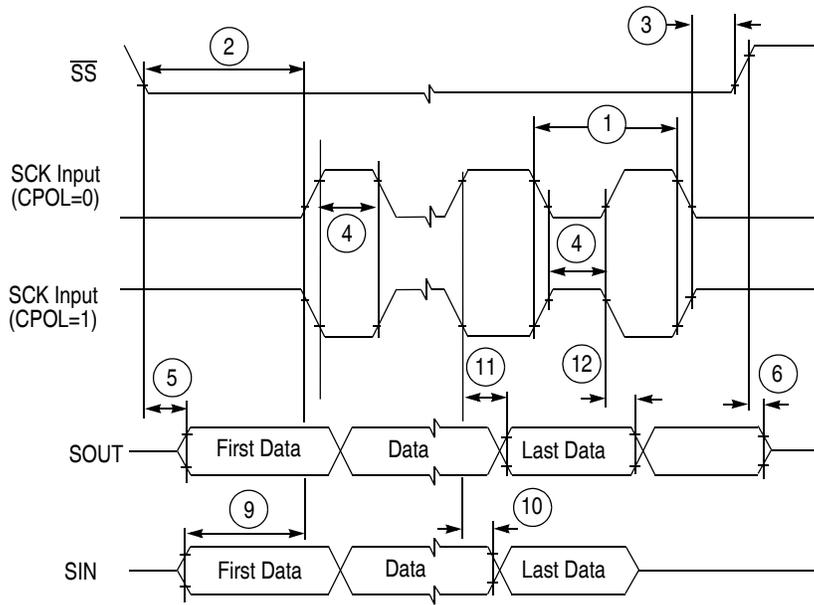 3
2
SS
1
SCK Input
(CPOL=0)
4
4
SCK Input
(CPOL=1)
11
12
5
6
SOUT First Data Data Last Data
9
10
SIN First Data Data Last Data